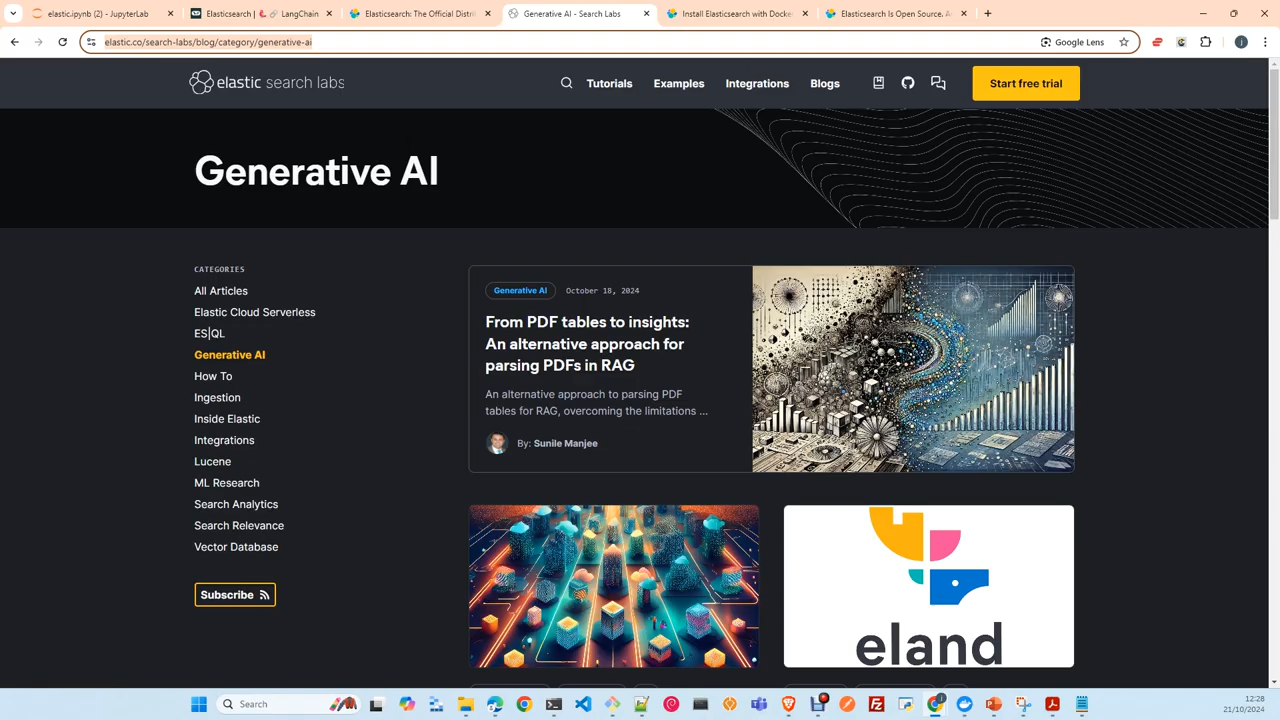 elastic.ipynb (2) - JupyterLab
Elasticsearch | 🦜️🔗 LangChain
Elasticsearch: The Official Distri
Generative AI - Search Labs
Install Elasticsearch with Docke
Elasticsearch Is Open Source. A
elastic.co/search-labs/blog/category/generative-ai
Google Lens
elastic search labs
Tutorials
Examples
Integrations
Blogs
Start free trial
Generative AI
CATEGORIES
All Articles
Elastic Cloud Serverless
ES|QL
Generative AI
How To
Ingestion
Inside Elastic
Integrations
Lucene
ML Research
Search Analytics
Search Relevance
Vector Database
Subscribe
Generative AI
October 18, 2024
From PDF tables to insights:
An alternative approach for
parsing PDFs in RAG
An alternative approach to parsing PDF
tables for RAG, overcoming the limitations ...
By: Sunile Manjee
eland
Search
12:28
21/10/2024